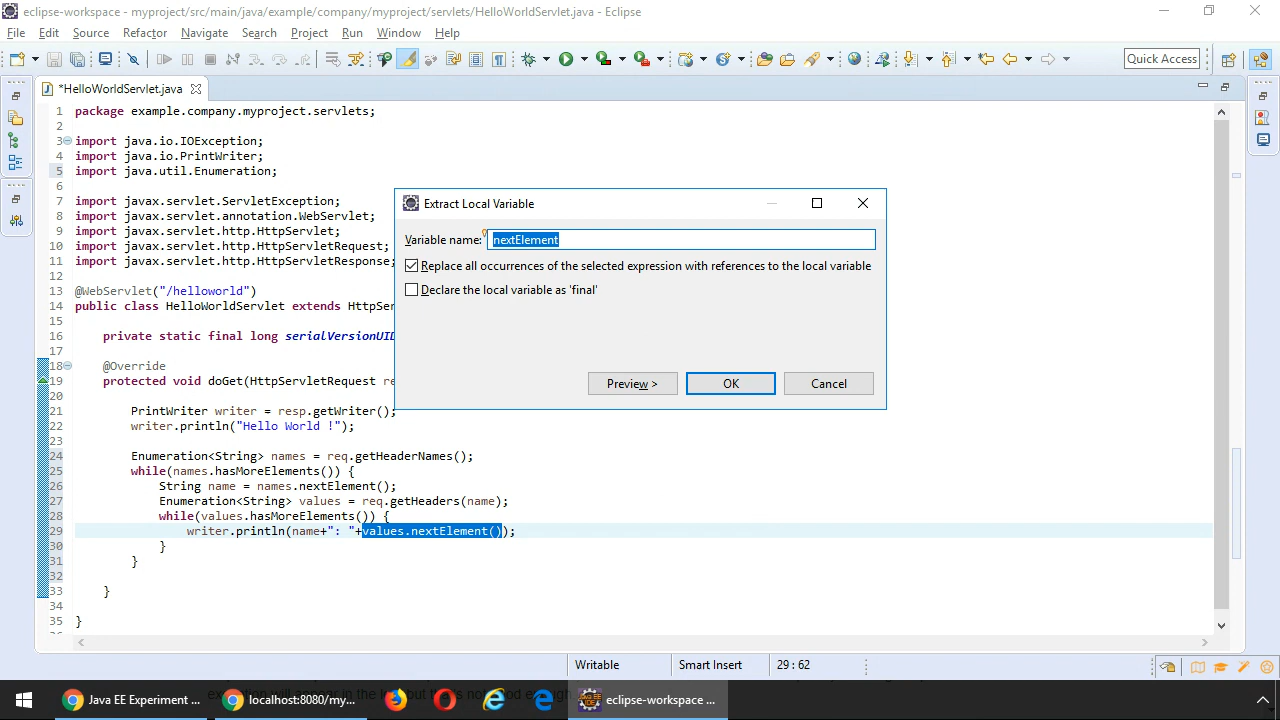 eclipse-workspace - myproject/src/main/java/example/company/myproject/servlets/HelloWorldServlet.java - Eclipse
File Edit Source Refactor Navigate Search Project Run Window Help
Quick Access
*HelloWorldServlet.java
1 package example.company.myproject.servlets;
2
3 import java.io.IOException;
4 import java.io.PrintWriter;
5 import java.util.Enumeration;
6
7 import javax.servlet.ServletException;
8 import javax.servlet.annotation.WebServlet;
9 import javax.servlet.http.HttpServlet;
10 import javax.servlet.http.HttpServletRequest;
11 import javax.servlet.http.HttpServletResponse;
12
13 @WebServlet("/helloworld")
14 public class HelloWorldServlet extends HttpSer
15
16 private static final long serialVersionUID
17
18 @Override
19 protected void doGet(HttpServletRequest re
20
21 PrintWriter writer = resp.getWriter();
22 writer.println("Hello World !");
23
24 Enumeration<String> names = req.getHeaderNames();
25 while(names.hasMoreElements()) {
26 String name = names.nextElement();
27 Enumeration<String> values = req.getHeaders(name);
28 while(values.hasMoreElements()) {
29 writer.println(name+": "+values.nextElement());
30 }
31 }
32
33 }
34
35 }
Extract Local Variable
Variable name: nextElement
Replace all occurrences of the selected expression with references to the local variable
Declare the local variable as 'final'
Preview > OK Cancel
Writable Smart Insert 29 : 62
Java EE Experiment ... localhost:8080/my... eclipse-workspace ...